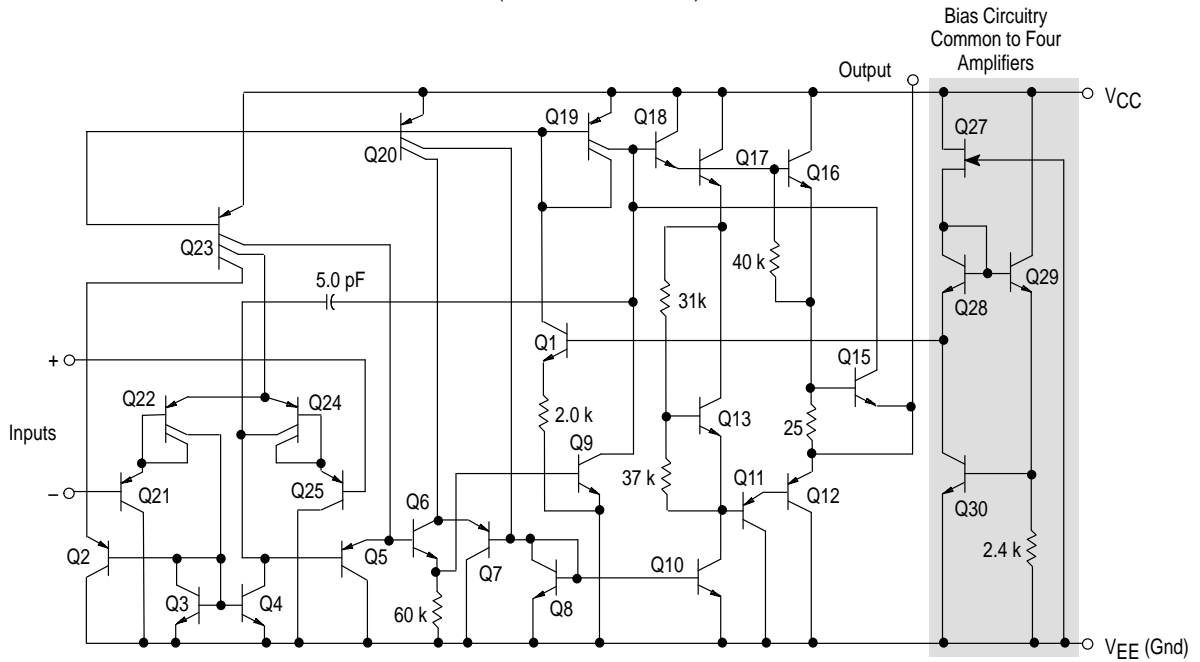 Bias Circuitry
Common to Four
Amplifiers
Output
VCC
Q19
Q18
Q27
Q20
Q17
Q16
Q23
40 k
Q29
5.0 pF
31k
Q28
Q1
+
Q15
Q22
Q24
2.0 k
Q13
25
Inputs
Q9
37 k
Q11
–
Q21
Q25
Q12
Q6
Q30
Q2
Q5
Q7
Q10
2.4 k
Q3
Q4
60 k
Q8
VEE (Gnd)